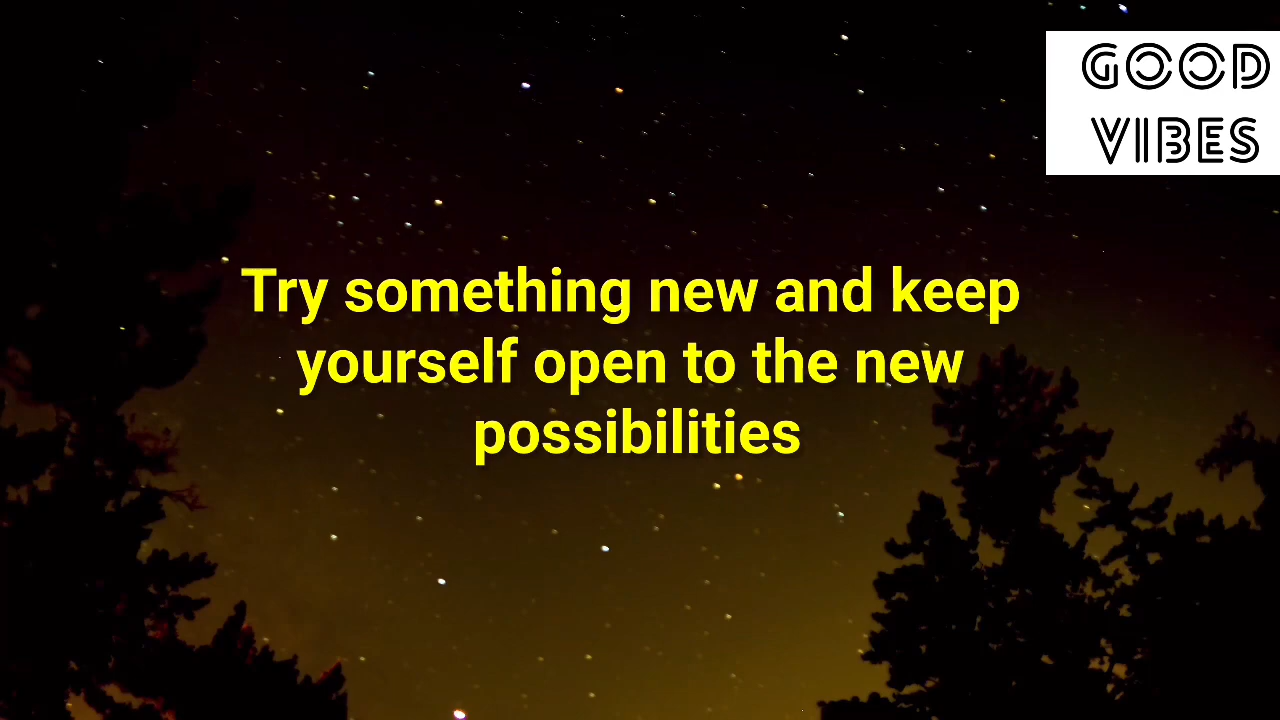 GOOD
VIBES
Try something new and keep
yourself open to the new
possibilities